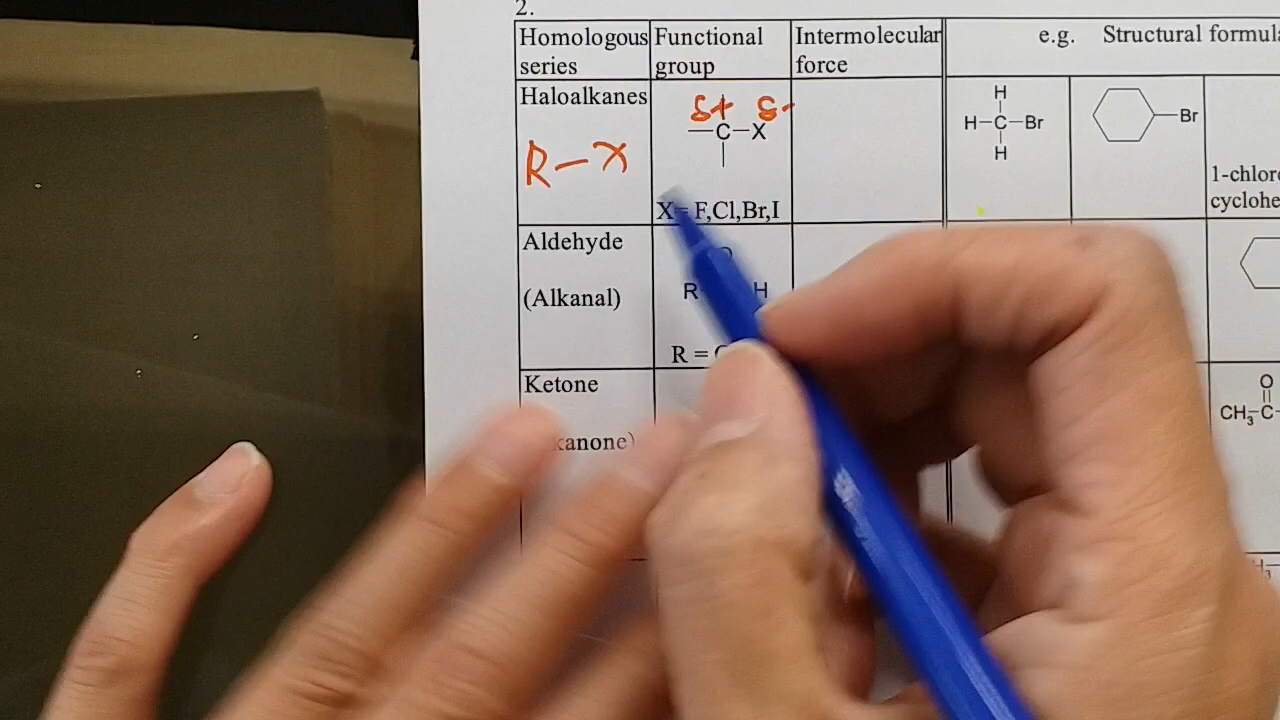 2.
Homologous series
Functional group
Intermolecular force
e.g. Structural formula
Haloalkanes
R-X
δ+ δ-
C-X
X= F,Cl,Br,I
H
H-C-Br
H
Br
1-chloro
cyclohe
Aldehyde
(Alkanal)
R H
R =
Ketone
kanone)
O
CH3-C